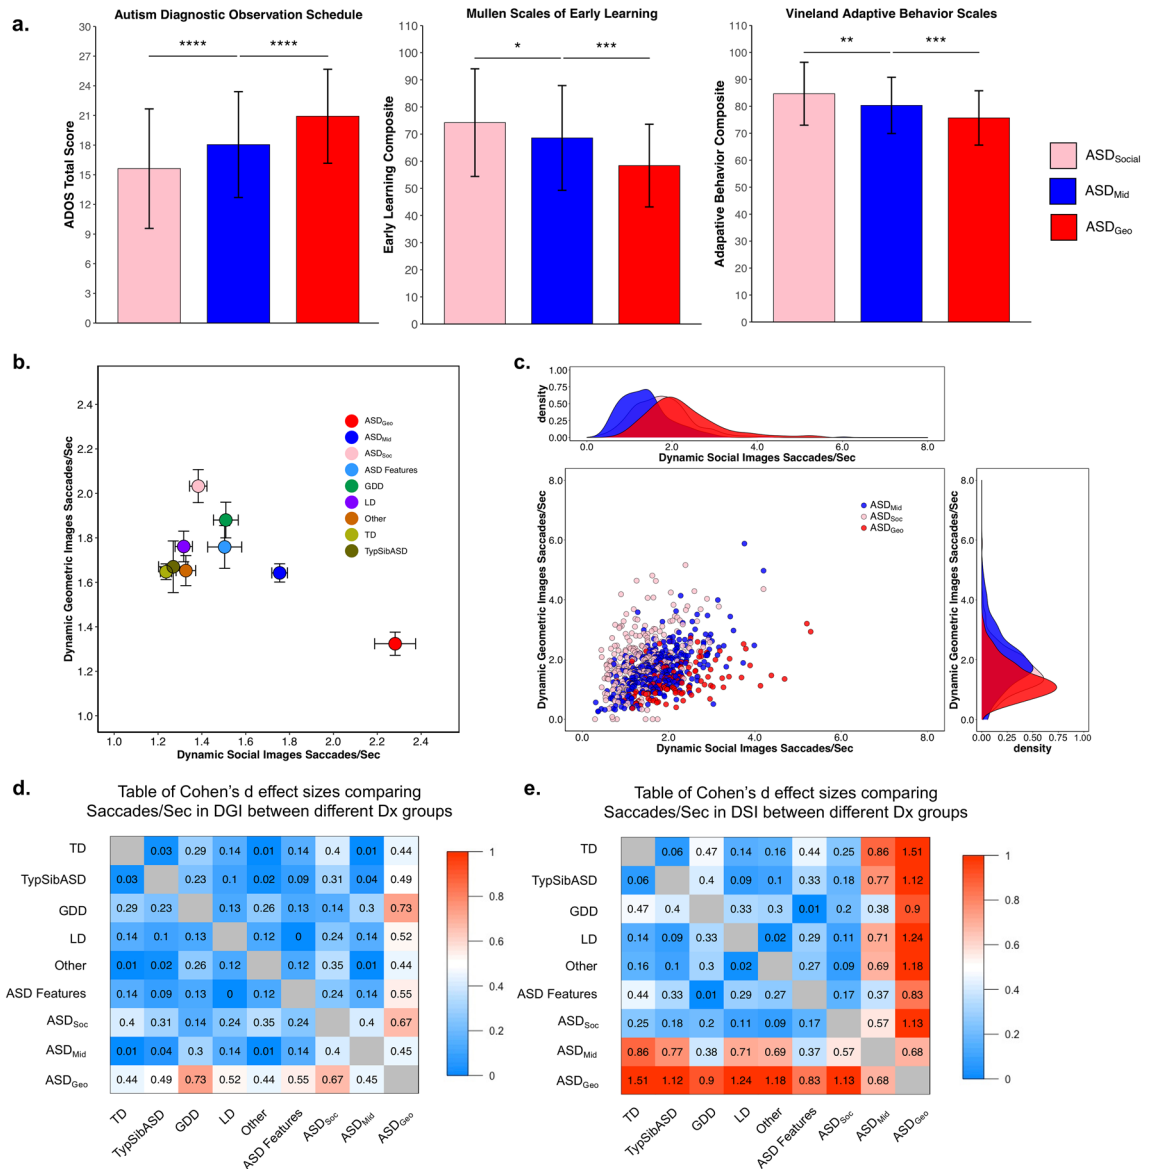 a.
Autism Diagnostic Observation Schedule
ADOS Total Score
30
27
24
21
18
15
12
9
6
3
0
**** ****
Mullen Scales of Early Learning
Early Learning Composite
110
100
90
80
70
60
50
40
30
20
10
0
* ***
Vineland Adaptive Behavior Scales
Adapative Behavior Composite
110
100
90
80
70
60
50
40
30
20
10
0
** ***
ASDSocial
ASDMid
ASDGeo
b.
Dynamic Geometric Images Saccades/Sec
2.4
2.2
2.0
1.8
1.6
1.4
1.2
1.0
ASDGeo
ASDMid
ASDSoc
ASD Features
GDD
LD
Other
TD
TypSibASD
1.0 1.2 1.4 1.6 1.8 2.0 2.2 2.4
Dynamic Social Images Saccades/Sec
c.
density
1.00
0.75
0.50
0.25
0.00
0.0 2.0 4.0 6.0 8.0
Dynamic Social Images Saccades/Sec
Dynamic Geometric Images Saccades/Sec
8.0
6.0
4.0
2.0
0.0
ASDMid
ASDSoc
ASDGeo
0.0 2.0 4.0 6.0 8.0
Dynamic Social Images Saccades/Sec
Dynamic Geometric Images Saccades/Sec
8.0
6.0
4.0
2.0
0.0
0.00 0.25 0.50 0.75 1.00
density
d.
Table of Cohen's d effect sizes comparing
Saccades/Sec in DGI between different Dx groups
TD 0.03 0.29 0.14 0.01 0.14 0.4 0.01 0.44
TypSibASD 0.03 0.23 0.1 0.02 0.09 0.31 0.04 0.49
GDD 0.29 0.23 0.13 0.26 0.13 0.14 0.3 0.73
LD 0.14 0.1 0.13 0.12 0 0.24 0.14 0.52
Other 0.01 0.02 0.26 0.12 0.12 0.35 0.01 0.44
ASD Features 0.14 0.09 0.13 0 0.12 0.24 0.14 0.55
ASDSoc 0.4 0.31 0.14 0.24 0.35 0.24 0.4 0.67
ASDMid 0.01 0.04 0.3 0.14 0.01 0.14 0.4 0.45
ASDGeo 0.44 0.49 0.73 0.52 0.44 0.55 0.67 0.45
TD TypSibASD GDD LD Other ASD Features ASDSoc ASDMid ASDGeo
1
0.8
0.6
0.4
0.2
0
e.
Table of Cohen's d effect sizes comparing
Saccades/Sec in DSI between different Dx groups
TD 0.06 0.47 0.14 0.16 0.44 0.25 0.86 1.51
TypSibASD 0.06 0.4 0.09 0.1 0.33 0.18 0.77 1.12
GDD 0.47 0.4 0.33 0.3 0.01 0.2 0.38 0.9
LD 0.14 0.09 0.33 0.02 0.29 0.11 0.71 1.24
Other 0.16 0.1 0.3 0.02 0.27 0.09 0.69 1.18
ASD Features 0.44 0.33 0.01 0.29 0.27 0.17 0.37 0.83
ASDSoc 0.25 0.18 0.2 0.11 0.09 0.17 0.57 1.13
ASDMid 0.86 0.77 0.38 0.71 0.69 0.37 0.57 0.68
ASDGeo 1.51 1.12 0.9 1.24 1.18 0.83 1.13 0.68
TD TypSibASD GDD LD Other ASD Features ASDSoc ASDMid ASDGeo
1
0.8
0.6
0.4
0.2
0